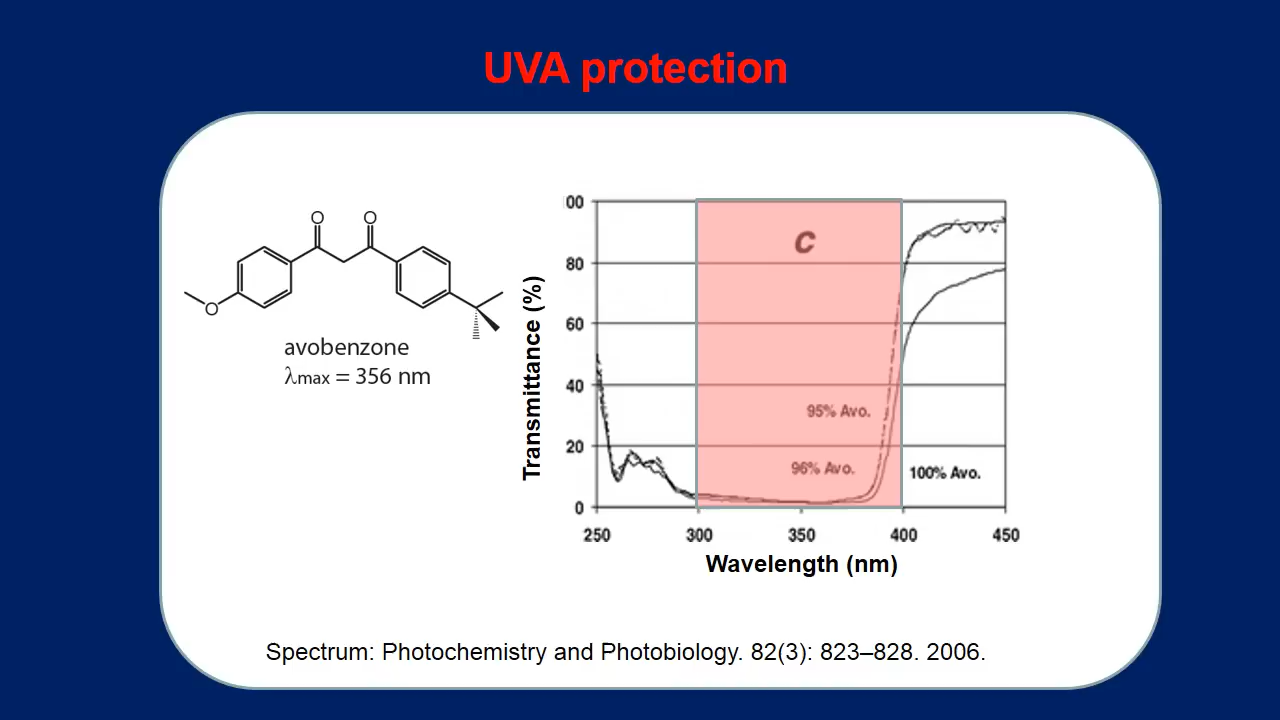 UVA protection
O O
O
avobenzone
λmax = 356 nm
Transmittance (%)
00
80
60
40
20
0
C
95% Avo.
96% Avo.
100% Avo.
250 300 350 400 450
Wavelength (nm)
Spectrum: Photochemistry and Photobiology. 82(3): 823–828. 2006.